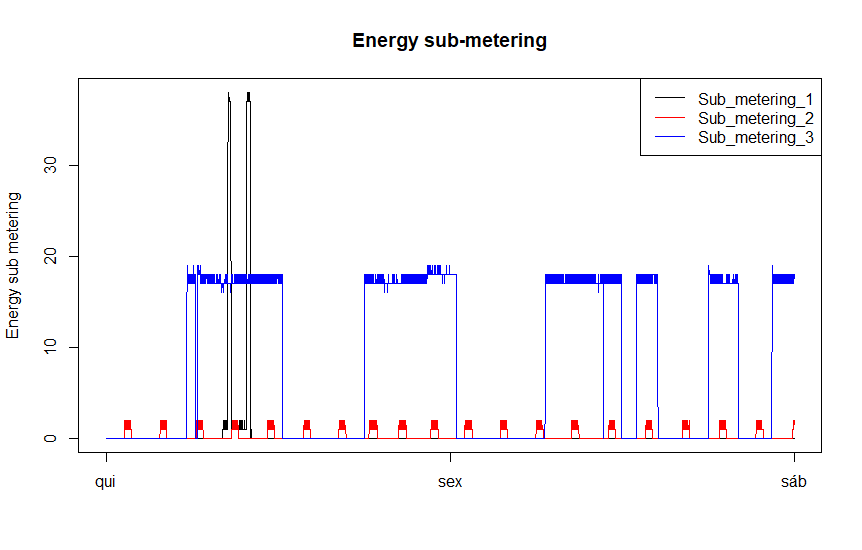 Energy sub-metering
Sub_metering_1
Sub_metering_2
Sub_metering_3
Energy sub metering
30
20
10
0
qui
sex
sáb